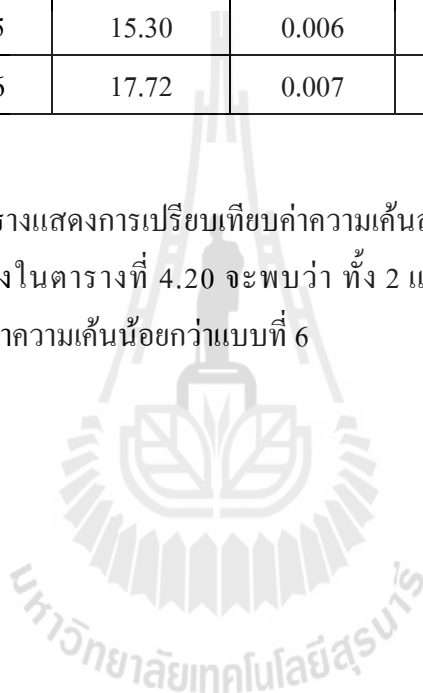 5 15.30 0.006
6 17.72 0.007
รางแสดงการเปรียบเทียบค่าความเค้น
งในตารางที่ 4.20 จะพบว่า ทั้ง 2
าความเค้นน้อยกว่าแบบที่ 6
มหาวิทยาลัยเทคโนโลยีสุรนารี